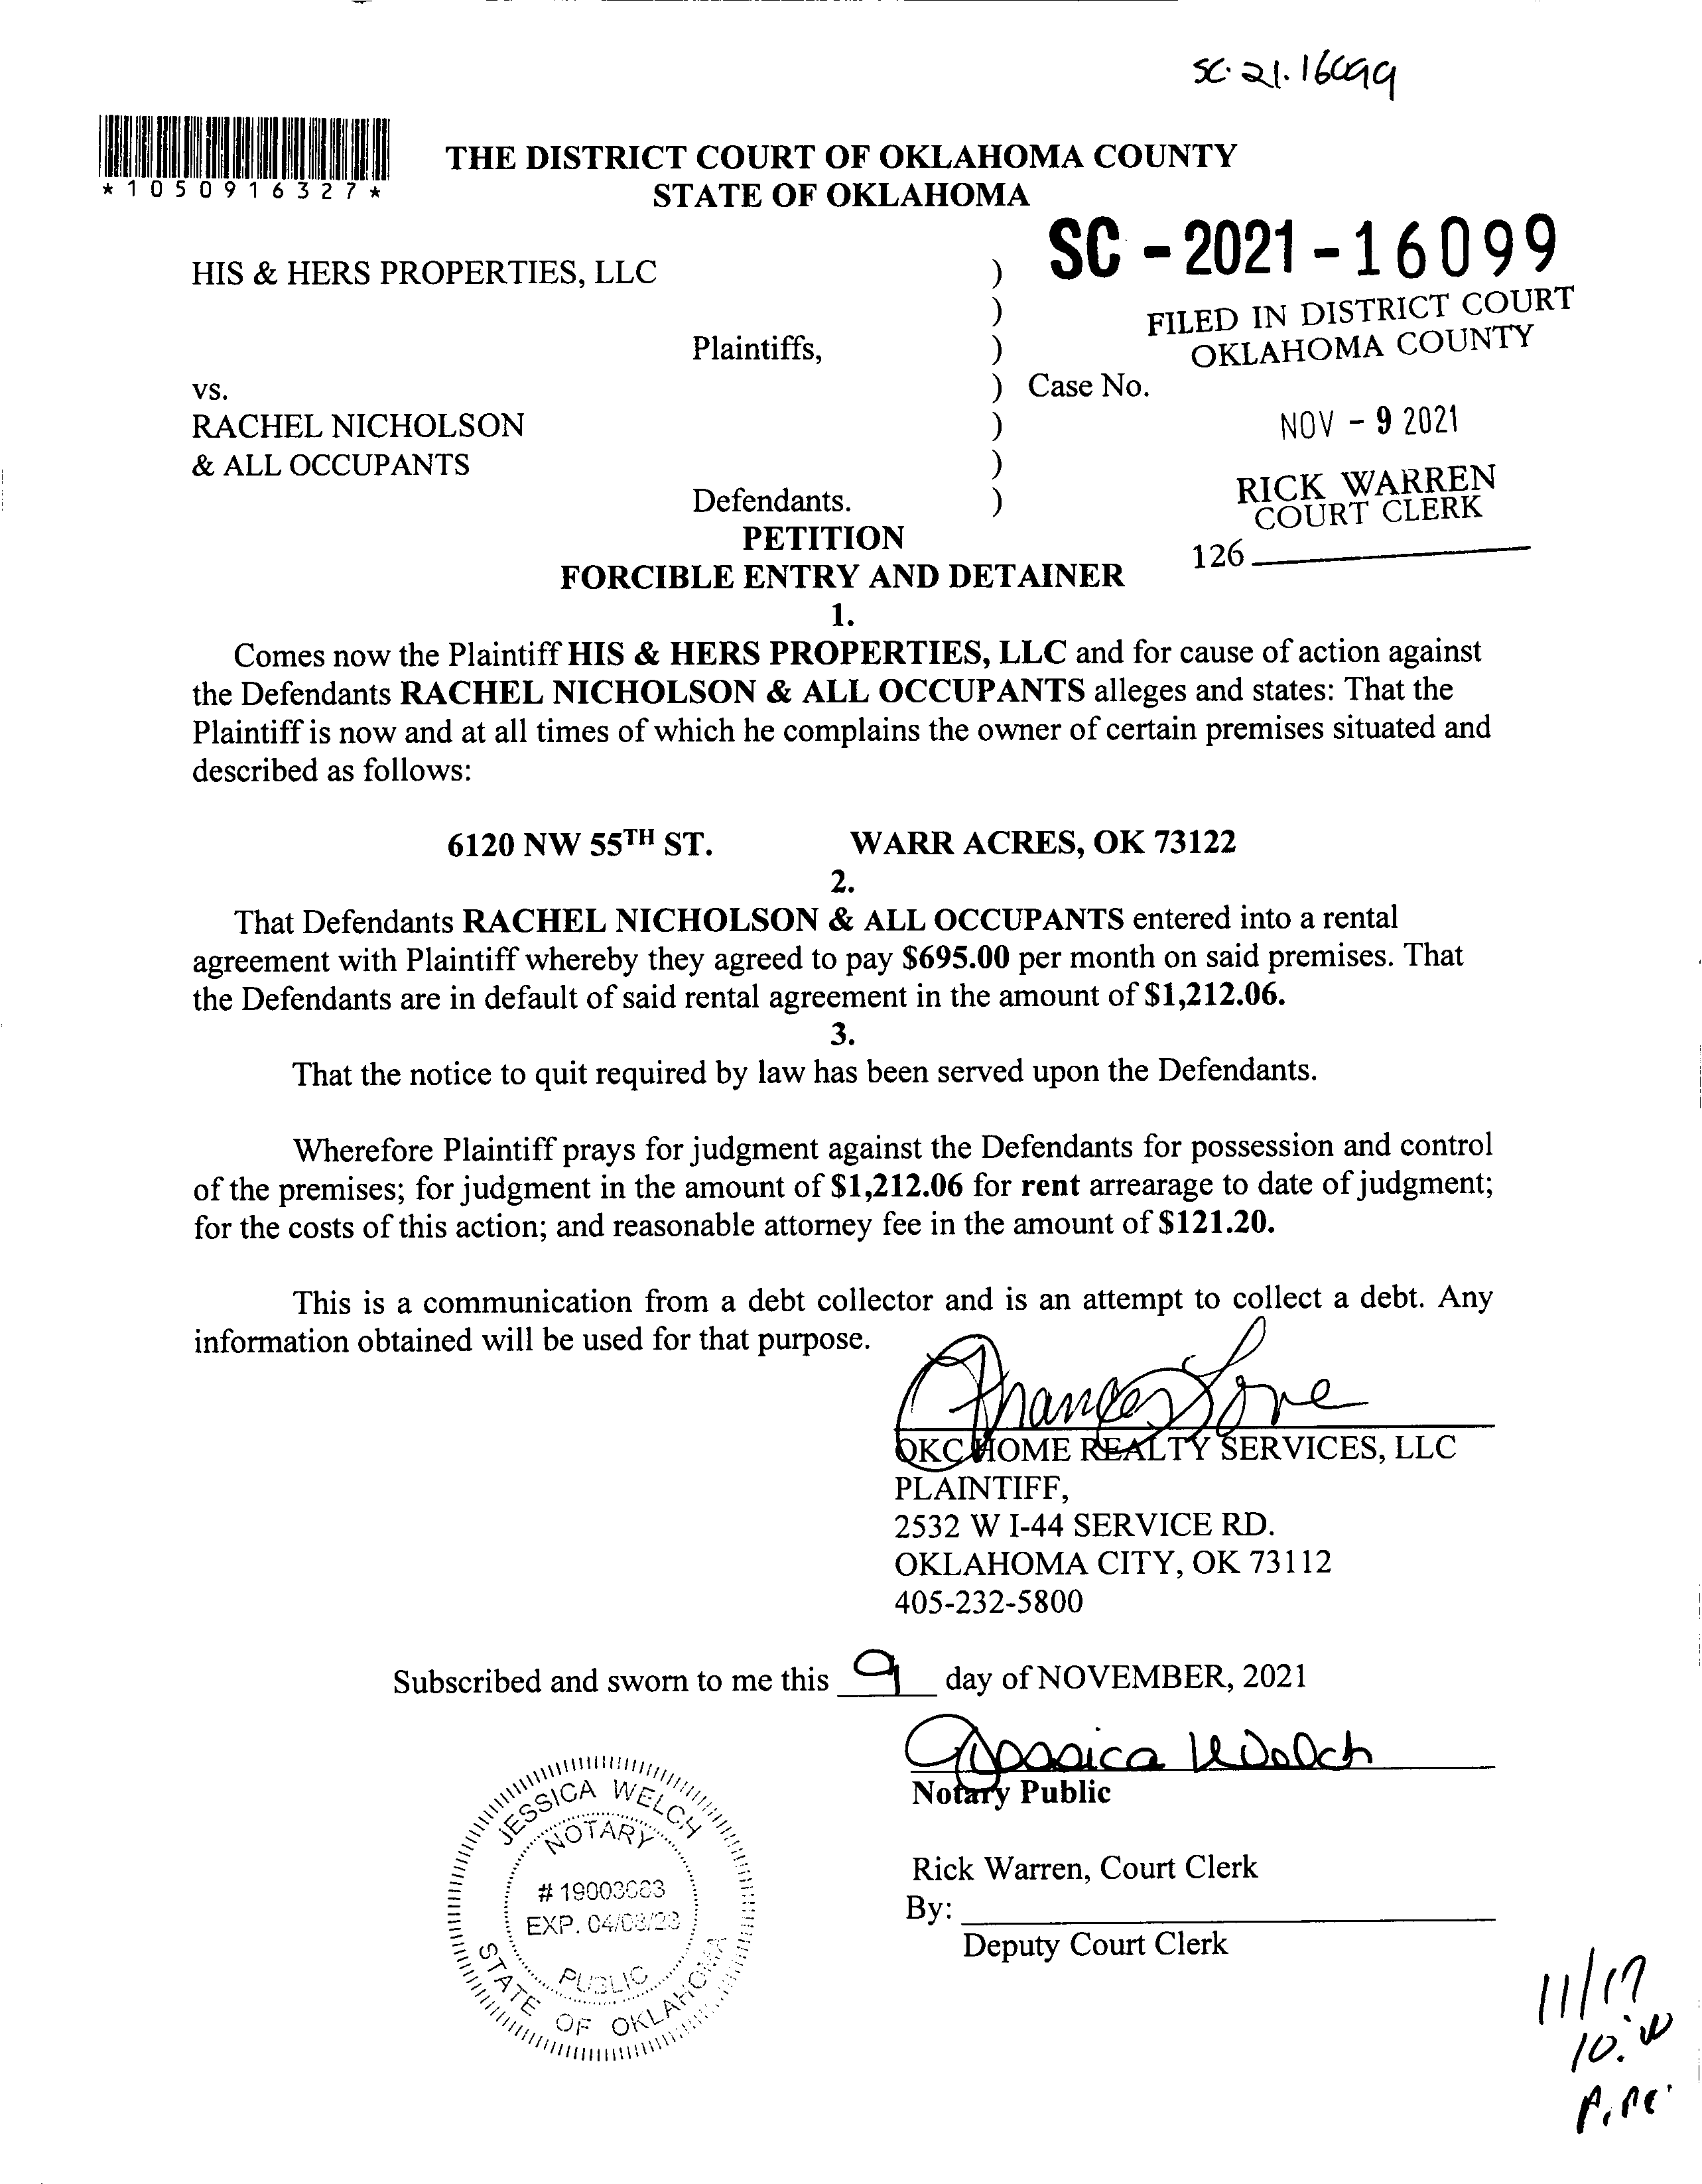 SC-21-16099
*1050916327*
THE DISTRICT COURT OF OKLAHOMA COUNTY
STATE OF OKLAHOMA
SC - 2021 - 16099
HIS & HERS PROPERTIES, LLC )
)
FILED IN DISTRICT COURT
OKLAHOMA COUNTY
Plaintiffs, )
vs. ) Case No.
RACHEL NICHOLSON )
NOV - 9 2021
& ALL OCCUPANTS )
RICK WARREN
COURT CLERK
Defendants. )
PETITION
126
FORCIBLE ENTRY AND DETAINER
1.
Comes now the Plaintiff HIS & HERS PROPERTIES, LLC and for cause of action against
the Defendants RACHEL NICHOLSON & ALL OCCUPANTS alleges and states: That the
Plaintiff is now and at all times of which he complains the owner of certain premises situated and
described as follows:
6120 NW 55TH ST. WARR ACRES, OK 73122
2.
That Defendants RACHEL NICHOLSON & ALL OCCUPANTS entered into a rental
agreement with Plaintiff whereby they agreed to pay $695.00 per month on said premises. That
the Defendants are in default of said rental agreement in the amount of $1,212.06.
3.
That the notice to quit required by law has been served upon the Defendants.
Wherefore Plaintiff prays for judgment against the Defendants for possession and control
of the premises; for judgment in the amount of $1,212.06 for rent arrearage to date of judgment;
for the costs of this action; and reasonable attorney fee in the amount of $121.20.
This is a communication from a debt collector and is an attempt to collect a debt. Any
information obtained will be used for that purpose.
Frances Love
OKC HOME REALTY SERVICES, LLC
PLAINTIFF,
2532 W I-44 SERVICE RD.
OKLAHOMA CITY, OK 73112
405-232-5800
Subscribed and sworn to me this 9 day of NOVEMBER, 2021
Jessica Welch
Notary Public
JESSICA WELCH
NOTARY
EXP.
PUBLIC
STATE OF OKLAHOMA
Rick Warren, Court Clerk
By:
Deputy Court Clerk
11/17